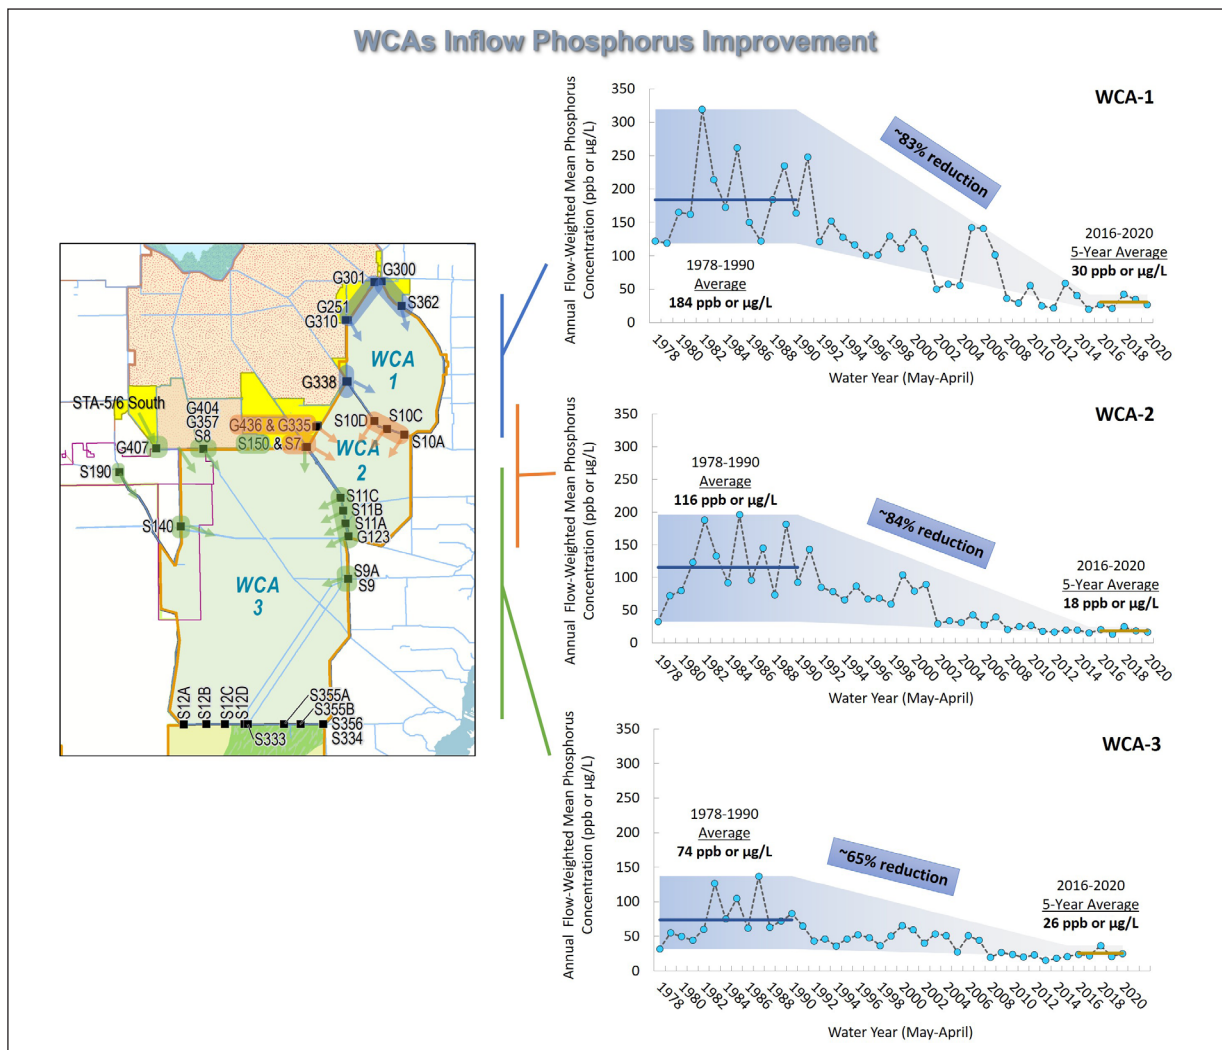 WCAs Inflow Phosphorus Improvement
G301
G300
G251
G310
S362
WCA
1
G338
STA-5/6 South
G404
G357
S8
G436 & G335
S150 & S7
S10D
S10C
S10A
G407
WCA
2
S190
S11C
S11B
S11A
G123
S140
S9A
S9
WCA
3
S12A
S12B
S12C
S12D
S355A
S355B
S356
S333
S334
Annual Flow-Weighted Mean Phosphorus
Concentration (ppb or µg/L)
WCA-1
350
300
250
200
150
100
50
0
~83% reduction
1978-1990
Average
184 ppb or µg/L
2016-2020
5-Year Average
30 ppb or µg/L
1978 1980 1982 1984 1986 1988 1990 1992 1994 1996 1998 2000 2002 2004 2006 2008 2010 2012 2014 2016 2018 2020
Water Year (May-April)
Annual Flow-Weighted Mean Phosphorus
Concentration (ppb or µg/L)
WCA-2
350
300
250
200
150
100
50
0
1978-1990
Average
116 ppb or µg/L
~84% reduction
2016-2020
5-Year Average
18 ppb or µg/L
1978 1980 1982 1984 1986 1988 1990 1992 1994 1996 1998 2000 2002 2004 2006 2008 2010 2012 2014 2016 2018 2020
Water Year (May-April)
Annual Flow-Weighted Mean Phosphorus
Concentration (ppb or µg/L)
WCA-3
350
300
250
200
150
100
50
0
1978-1990
Average
74 ppb or µg/L
~65% reduction
2016-2020
5-Year Average
26 ppb or µg/L
1978 1980 1982 1984 1986 1988 1990 1992 1994 1996 1998 2000 2002 2004 2006 2008 2010 2012 2014 2016 2018 2020
Water Year (May-April)